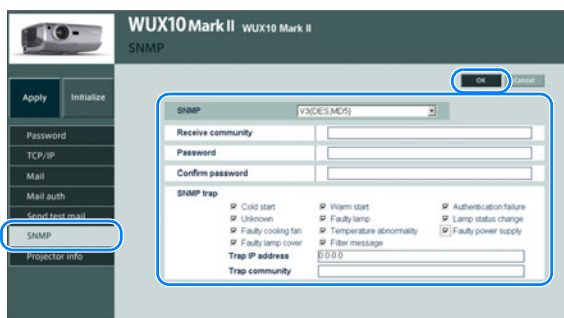 WUX10 Mark II WUX10 Mark II
SNMP
OK Cancel
Apply Initialize
Password
TCP/IP
Mail
Mail auth
Send test mail
SNMP
Projector info
SNMP V3(DES,MD5)
Receive community
Password
Confirm password
SNMP trap
Cold start Warm start Authentication failure
Unknown Faulty lamp Lamp status change
Faulty cooling fan Temperature abnormality Faulty power supply
Faulty lamp cover Filter message
Trap IP address 0.0.0.0
Trap community